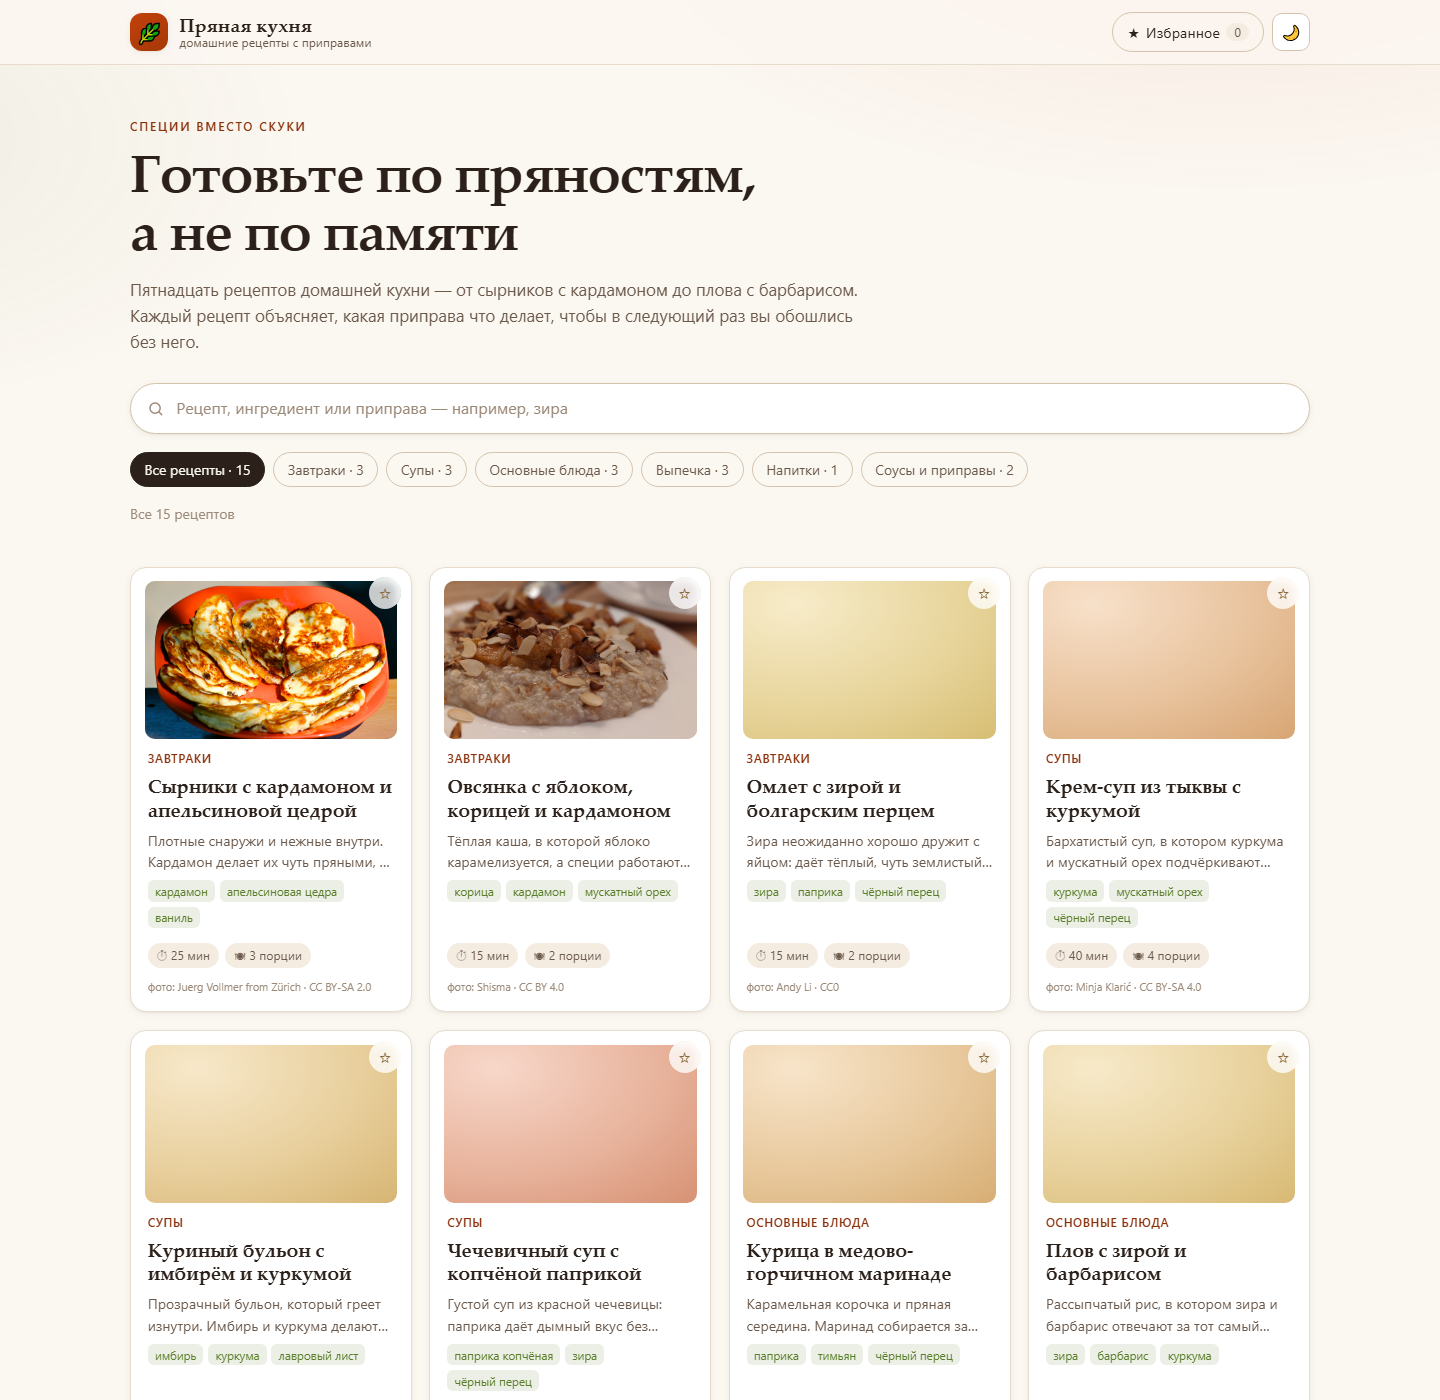 Пряная кухня
домашние рецепты с приправами
★ Избранное 0
СПЕЦИИ ВМЕСТО СКУКИ
Готовьте по пряностям,
а не по памяти
Пятнадцать рецептов домашней кухни — от сырников с кардамоном до плова с барбарисом.
Каждый рецепт объясняет, какая приправа что делает, чтобы в следующий раз вы обошлись
без него.
Рецепт, ингредиент или приправа — например, зира
Все рецепты · 15
Завтраки · 3
Супы · 3
Основные блюда · 3
Выпечка · 3
Напитки · 1
Соусы и приправы · 2
Все 15 рецептов
ЗАВТРАКИ
Сырники с кардамоном и
апельсиновой цедрой
Плотные снаружи и нежные внутри.
Кардамон делает их чуть пряными, ...
кардамон апельсиновая цедра
ваниль
25 мин 3 порции
фото: Juerg Vollmer from Zürich · CC BY-SA 2.0
ЗАВТРАКИ
Овсянка с яблоком,
корицей и кардамоном
Тёплая каша, в которой яблоко
карамелизуется, а специи работают...
корица кардамон мускатный орех
15 мин 2 порции
фото: Shisma · CC BY 4.0
ЗАВТРАКИ
Омлет с зирой и
болгарским перцем
Зира неожиданно хорошо дружит с
яйцом: даёт тёплый, чуть землистый...
зира паприка чёрный перец
15 мин 2 порции
фото: Andy Li · CC0
СУПЫ
Крем-суп из тыквы с
куркумой
Бархатистый суп, в котором куркума
и мускатный орех подчёркивают...
куркума мускатный орех
чёрный перец
40 мин 4 порции
фото: Minja Klarić · CC BY-SA 4.0
СУПЫ
Куриный бульон с
имбирём и куркумой
Прозрачный бульон, который греет
изнутри. Имбирь и куркума делают...
имбирь куркума лавровый лист
СУПЫ
Чечевичный суп с
копчёной паприкой
Густой суп из красной чечевицы:
паприка даёт дымный вкус без...
паприка копчёная зира
чёрный перец
ОСНОВНЫЕ БЛЮДА
Курица в медово-
горчичном маринаде
Карамельная корочка и пряная
середина. Маринад собирается за...
паприка тимьян чёрный перец
ОСНОВНЫЕ БЛЮДА
Плов с зирой и
барбарисом
Рассыпчатый рис, в котором зира и
барбарис отвечают за тот самый...
зира барбарис куркума